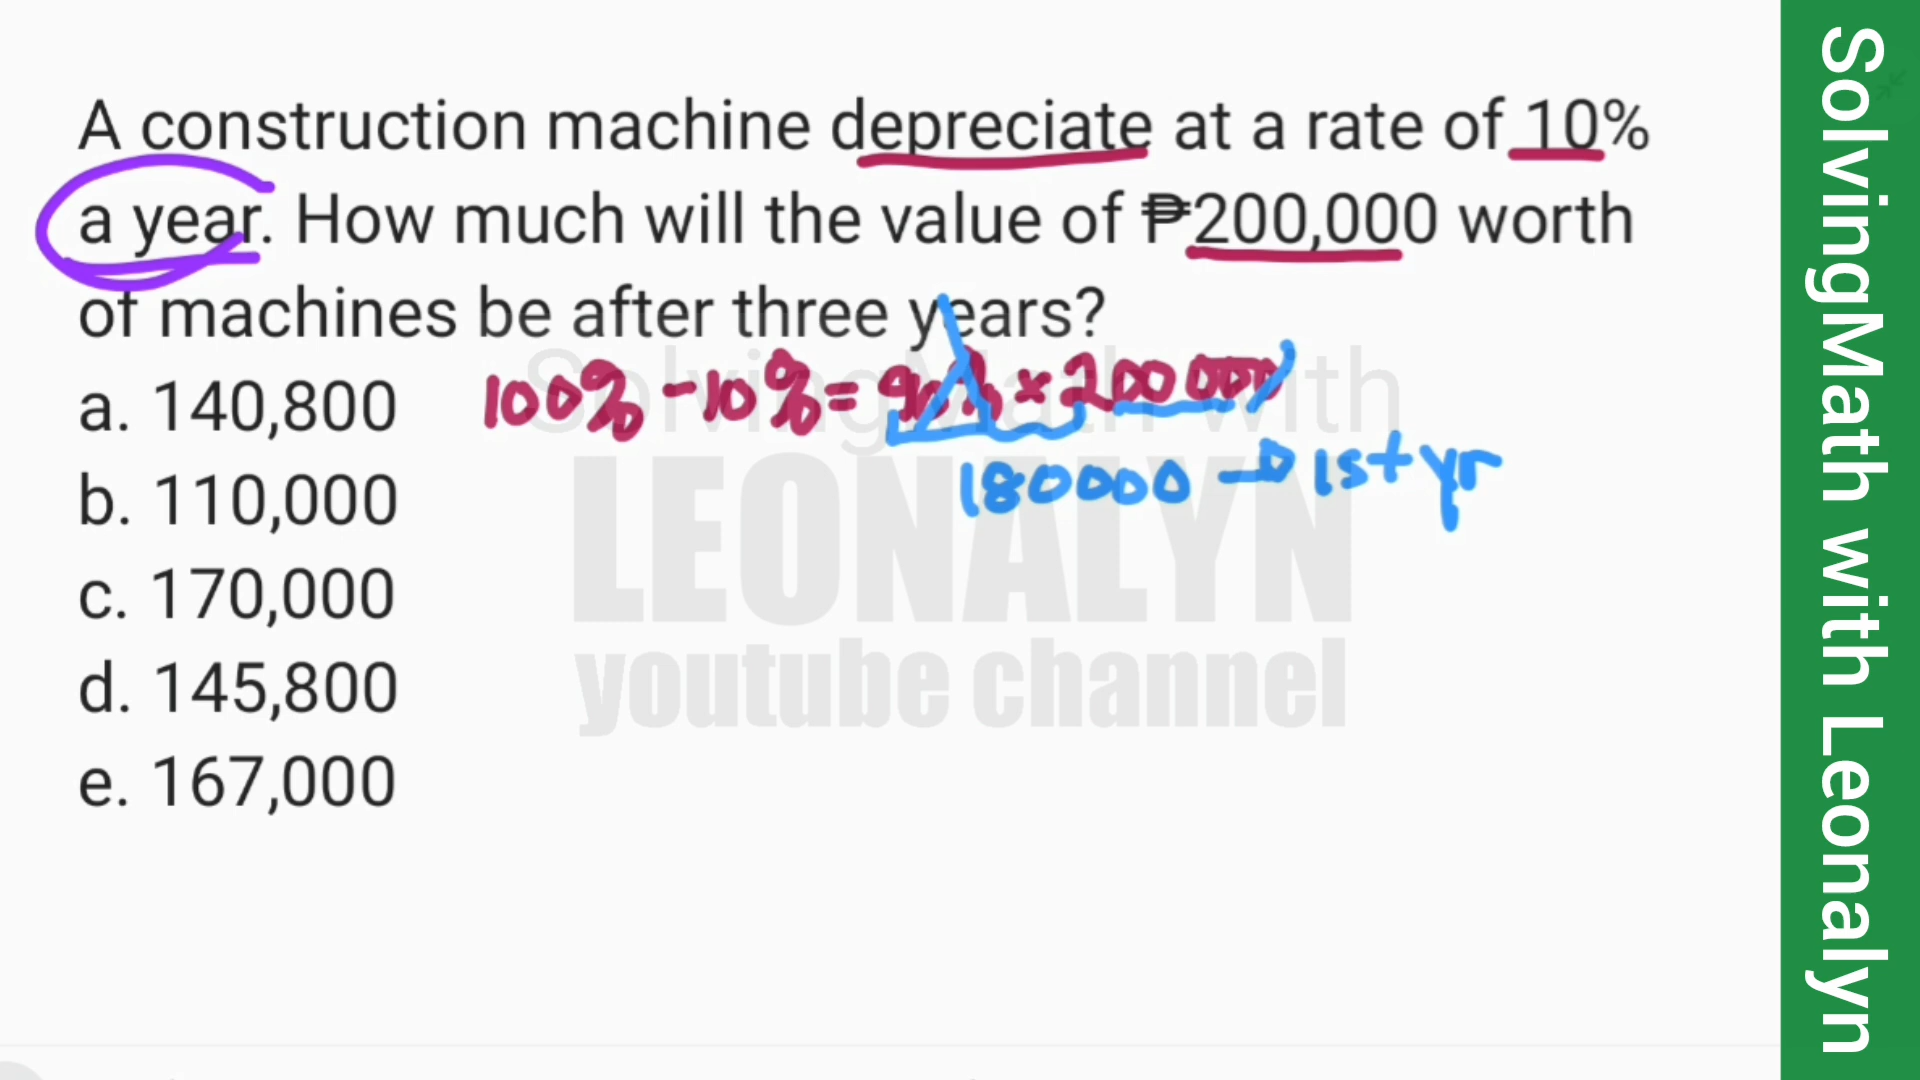 A construction machine depreciate at a rate of 10%
a year. How much will the value of ₱200,000 worth
of machines be after three years?
SolvingMath with
a. 140,800
100% -10% = 90% × 200 000
180000 → 1st yr
b. 110,000
LEONALYN
c. 170,000
youtube channel
d. 145,800
e. 167,000
SolvingMath with Leonalyn